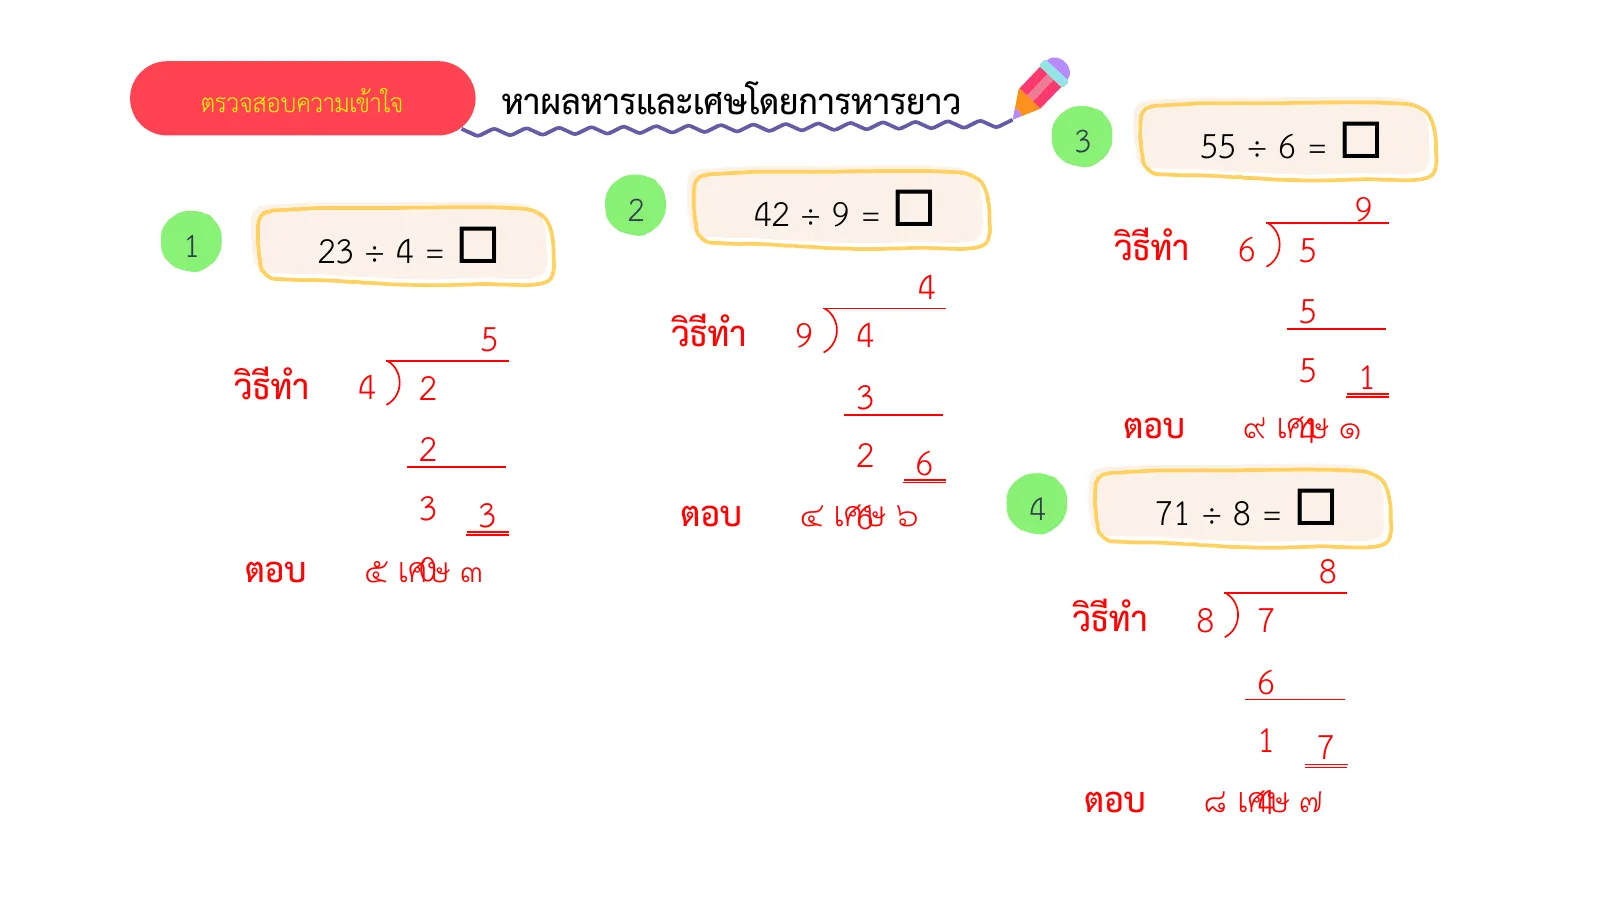 ตรวจสอบความเข้าใจ
หาผลหารและเศษโดยการหารยาว
1
23 ÷ 4 = □
5
วิธีทำ 4 ) 2
2
3 3
0
ตอบ ๕ เศษ ๓
2
42 ÷ 9 = □
4
วิธีทำ 9 ) 4
3
2 6
6
ตอบ ๔ เศษ ๖
3
55 ÷ 6 = □
9
วิธีทำ 6 ) 5
5
5 1
4
ตอบ ๙ เศษ ๑
4
71 ÷ 8 = □
8
วิธีทำ 8 ) 7
6
1 7
4
ตอบ ๘ เศษ ๗